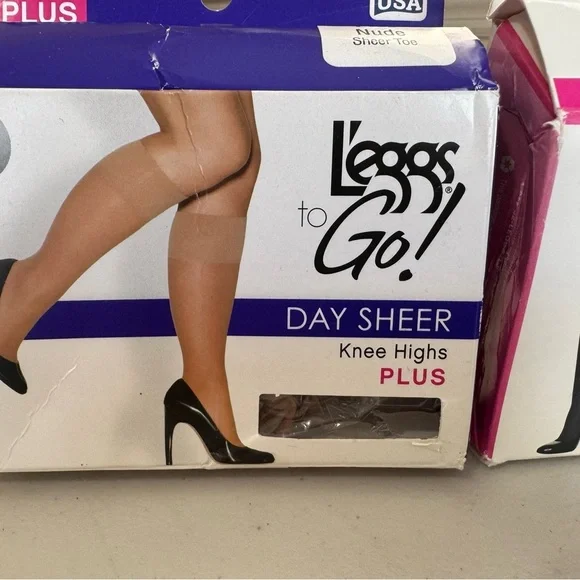 PLUS
USA
Nude
Sheer Toe
L'eggs®
to Go!
DAY SHEER
Knee Highs
PLUS